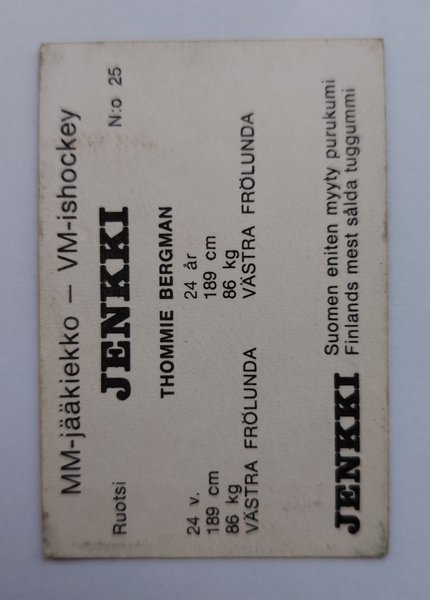 MM-jääkiekko – VM-ishockey
Ruotsi JENKKI N:o 25
THOMMIE BERGMAN
24 v. 24 år
189 cm 189 cm
86 kg 86 kg
VÄSTRA FRÖLUNDA VÄSTRA FRÖLUNDA
JENKKI Suomen eniten myyty purukumi
Finlands mest sålda tuggummi